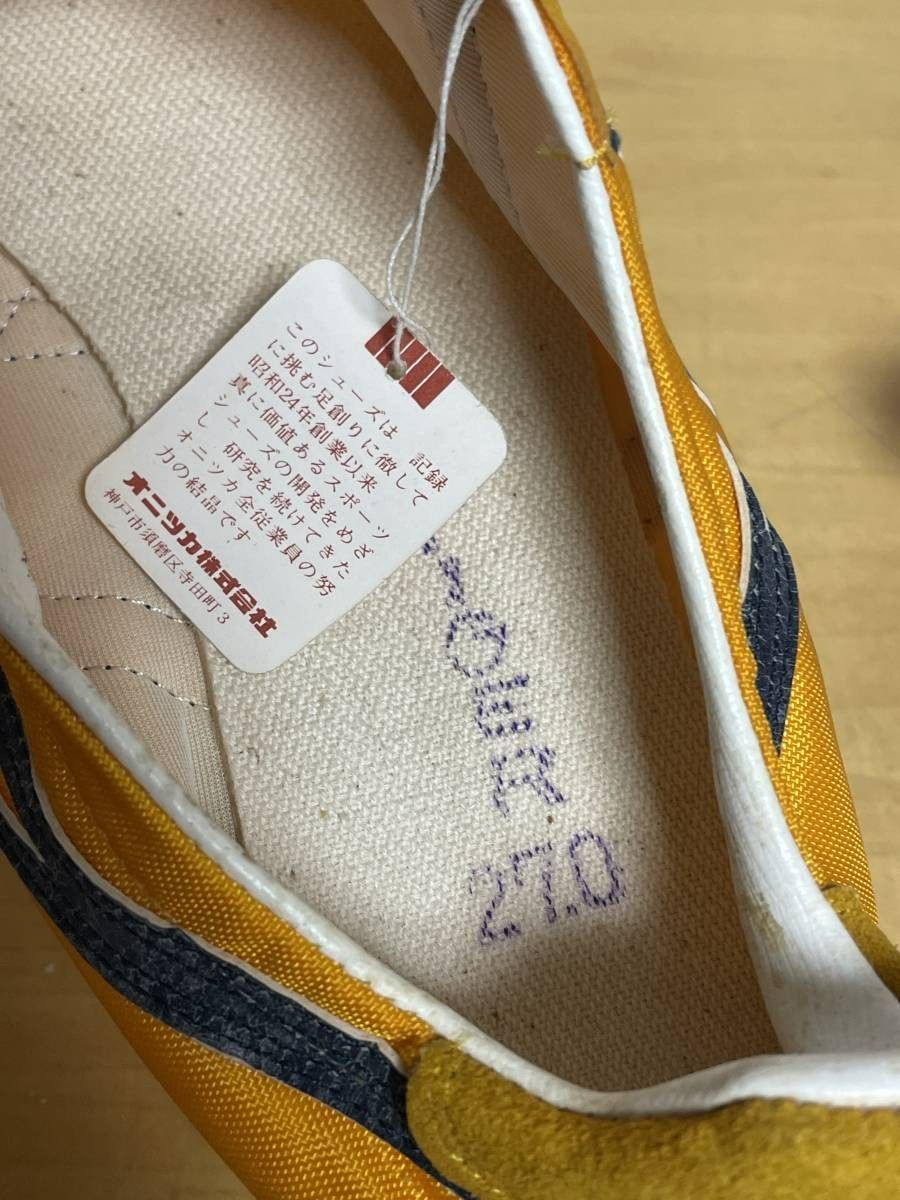 このシューズは　記録
に挑む足創りに徹して
昭和24年創業以来
真に価値あるスポーツ
シューズの開発をめざ
し　研究を続けてきた
オニツカ全従業員の努
力の結晶です
オニツカ株式会社
神戸市須磨区寺田町3
27.0